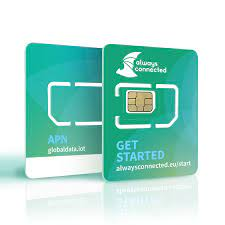 always
connected
APN
globaldata.iot
GET
STARTED
alwaysconnected.eu/start